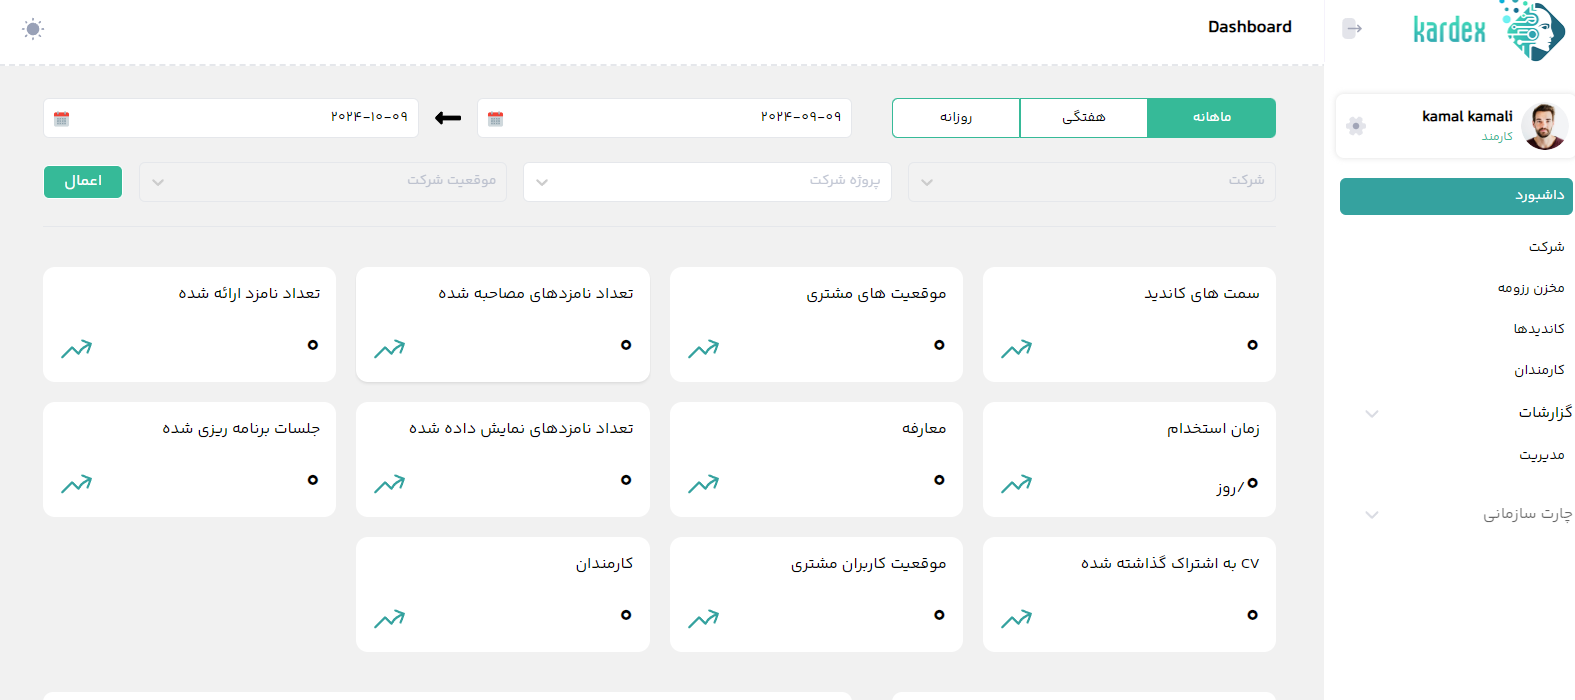 kardex
kamal kamali
کارمند
داشبورد
شرکت
مخزن رزومه
کاندیدها
کارمندان
گزارشات
مدیریت
چارت سازمانی
Dashboard
ماهانه
هفتگی
روزانه
۲۰۲۴-۰۹-۰۹
۲۰۲۴-۱۰-۰۹
شرکت
پروژه شرکت
موقعیت شرکت
اعمال
سمت های کاندید
۰
موقعیت های مشتری
۰
تعداد نامزدهای مصاحبه شده
۰
تعداد نامزد ارائه شده
۰
زمان استخدام
۰/روز
معارفه
۰
تعداد نامزدهای نمایش داده شده
۰
جلسات برنامه ریزی شده
۰
CV به اشتراک گذاشته شده
۰
موقعیت کاربران مشتری
۰
کارمندان
۰